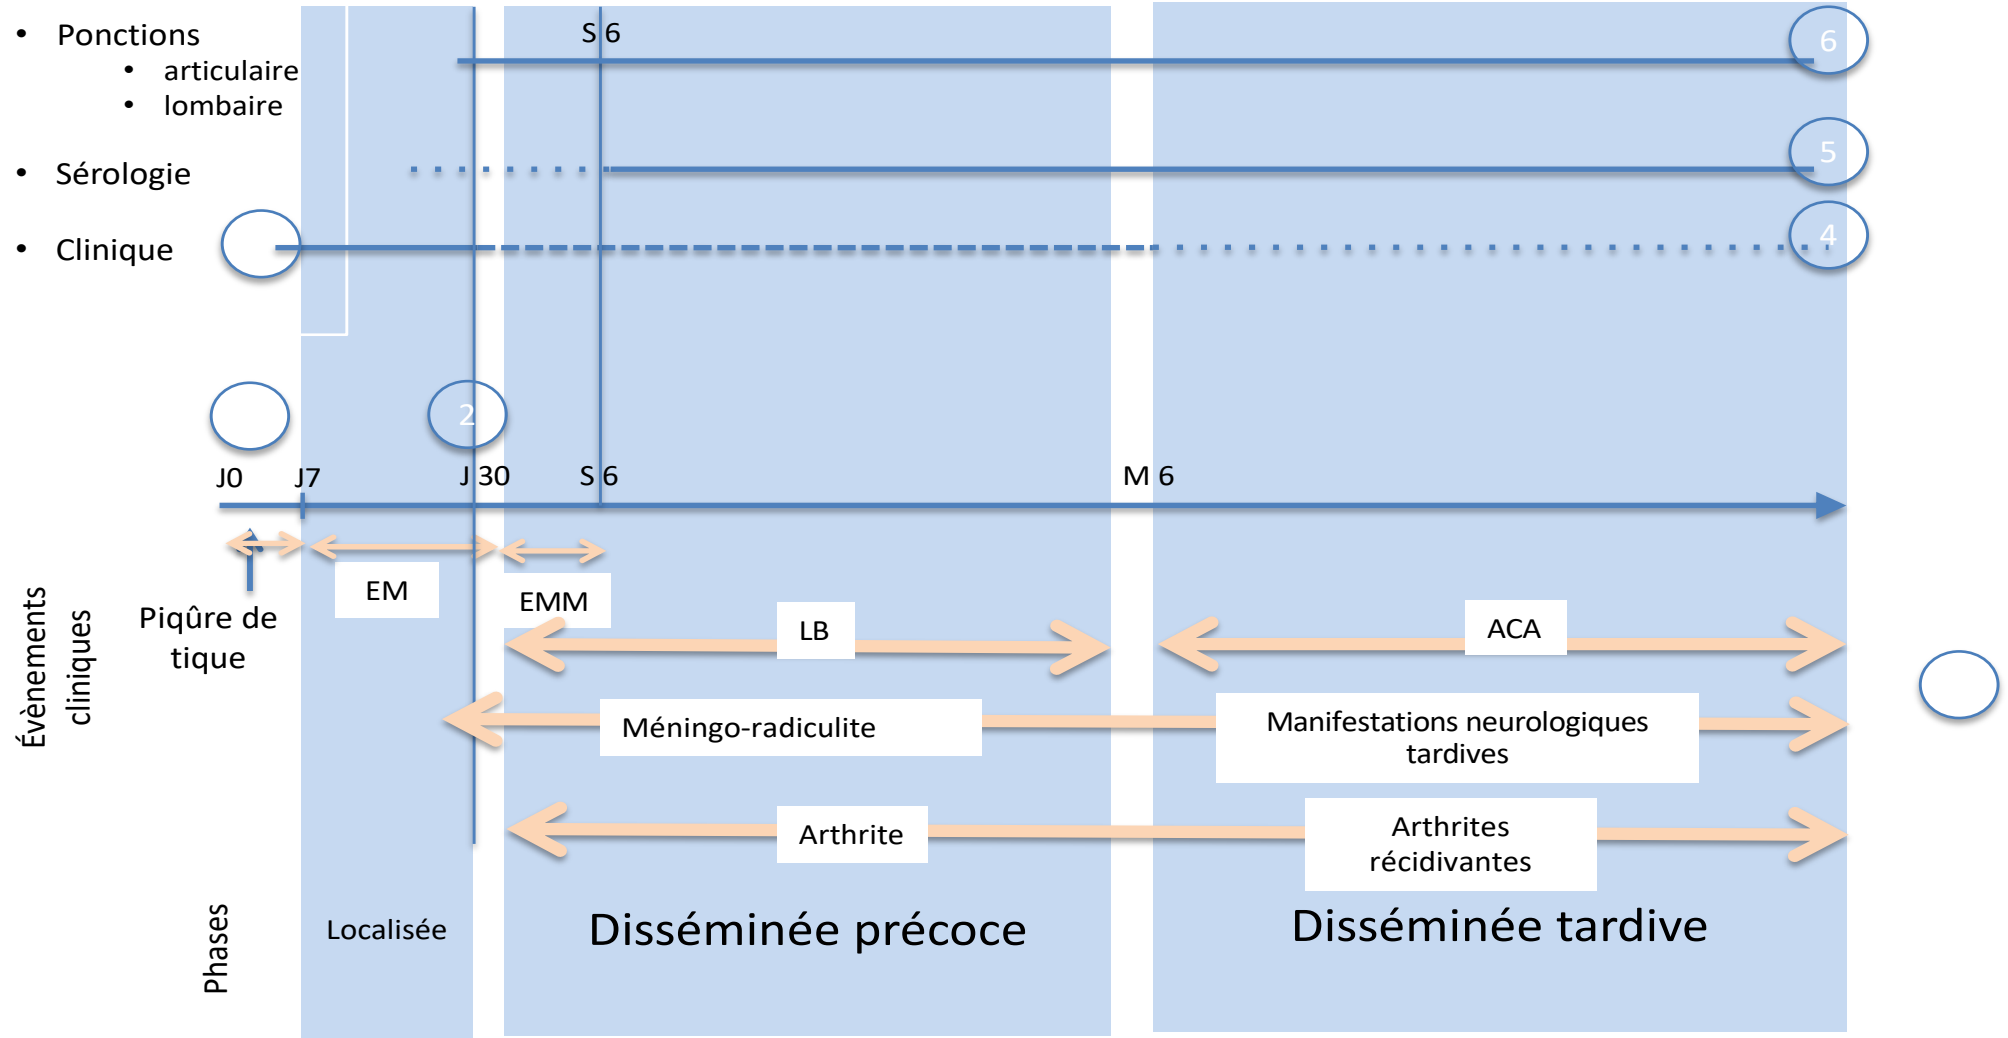 • Ponctions
• articulaire
• lombaire
• Sérologie
• Clinique
S 6
6
5
4
2
J0
J7
J 30
S 6
M 6
Évènements
cliniques
Piqûre de
tique
EM
EMM
LB
ACA
Méningo-radiculite
Manifestations neurologiques
tardives
Arthrite
Arthrites
récidivantes
Phases
Localisée
Disséminée précoce
Disséminée tardive